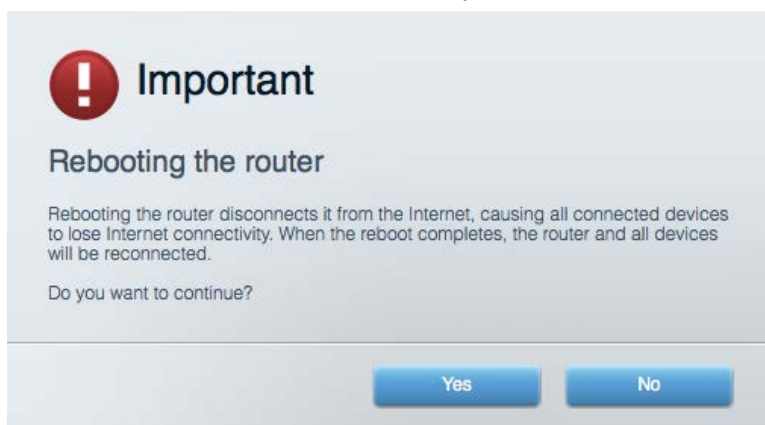 Important
Rebooting the router
Rebooting the router disconnects it from the Internet, causing all connected devices
to lose Internet connectivity. When the reboot completes, the router and all devices
will be reconnected.
Do you want to continue?
Yes
No